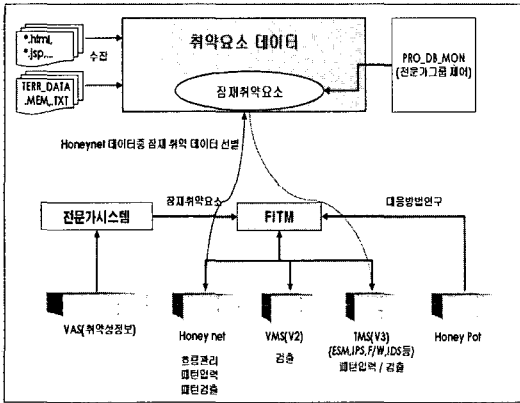 취약요소 데이터
*.html,
*.jsp,...
수집
TERR_DATA
.MEM,.TXT
잠재취약요소
PRO_DB_MON
(전문가그룹 제어)
Honeynet 데이터중 잠재 취약 데이터 선별
전문가시스템
잠재취약요소
FITM
대응방법연구
VAS(취약성정보)
Honey net
흐름관리
패턴입력
패턴검출
VMS(V2)
검출
TMS(V3)
(ESM,IPS,F/W,IDS등)
패턴입력 / 검출
Honey Pot